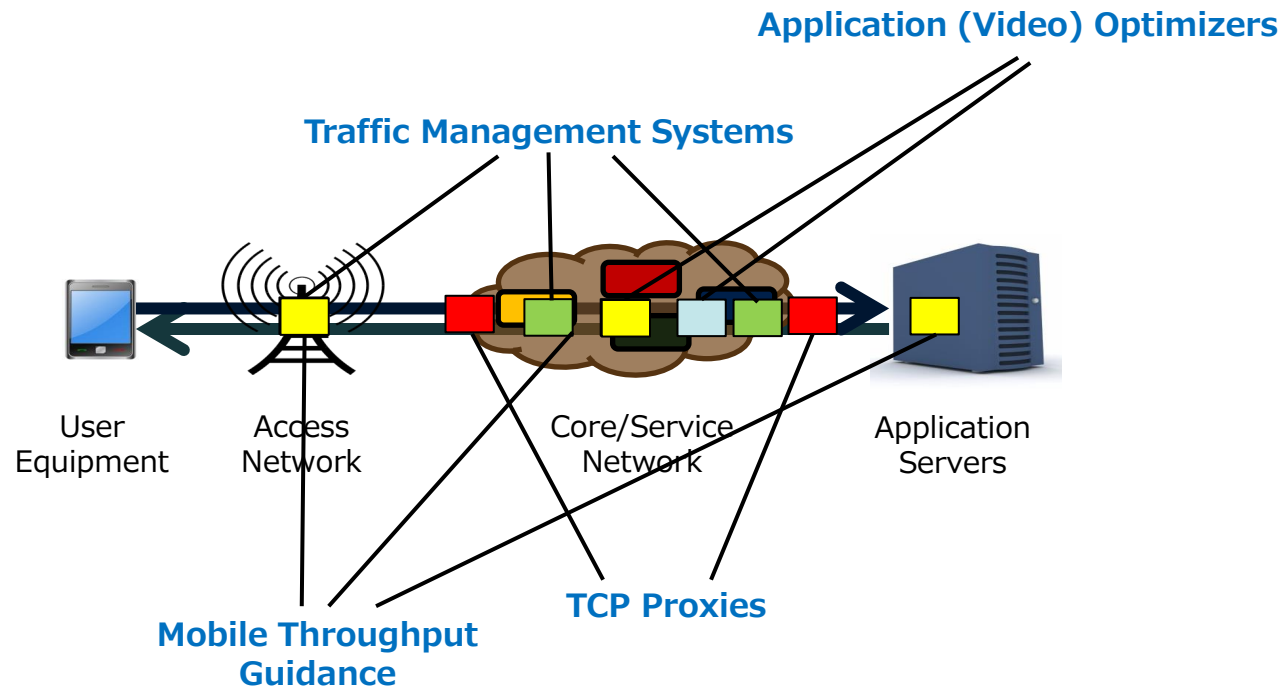 Application (Video) Optimizers
Traffic Management Systems
User
Equipment
Access
Network
Core/Service
Network
Application
Servers
TCP Proxies
Mobile Throughput
Guidance